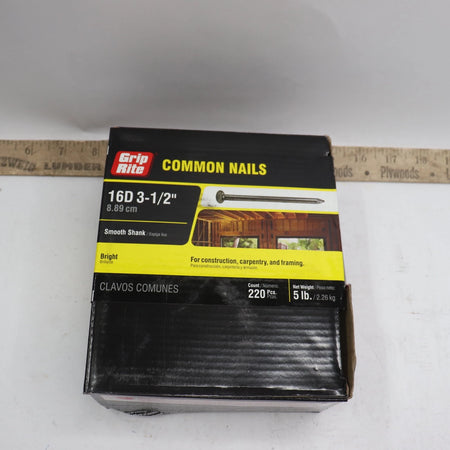 Grip
Rite
COMMON NAILS
16D 3-1/2"
8.89 cm
Smooth Shank
Bright
For construction, carpentry, and framing.
CLAVOS COMUNES
Count
220 Pcs.
Net Weight
5 lb. / 2.26 kg
LUMBER
Plywoods